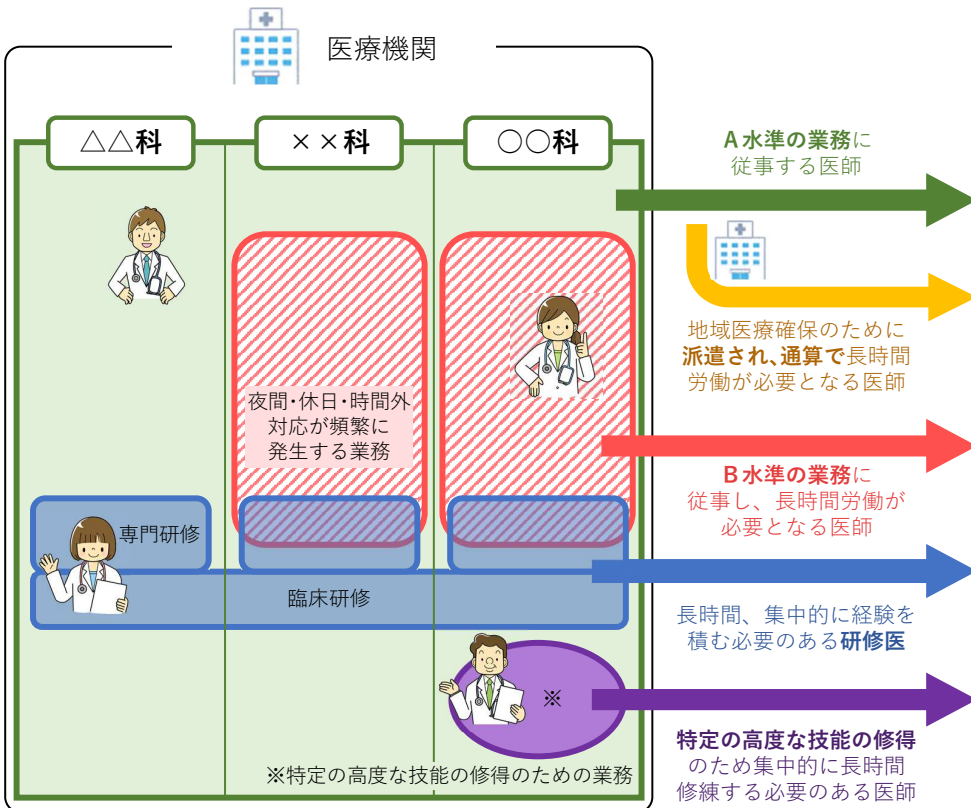 医療機関
△△科
××科
○○科
A水準の業務に
従事する医師
地域医療確保のために
派遣され、通算で長時間
労働が必要となる医師
夜間・休日・時間外
対応が頻繁に
発生する業務
B水準の業務に
従事し、長時間労働が
必要となる医師
専門研修
臨床研修
長時間、集中的に経験を
積む必要のある研修医
※
※特定の高度な技能の修得のための業務
特定の高度な技能の修得
のため集中的に長時間
修練する必要のある医師